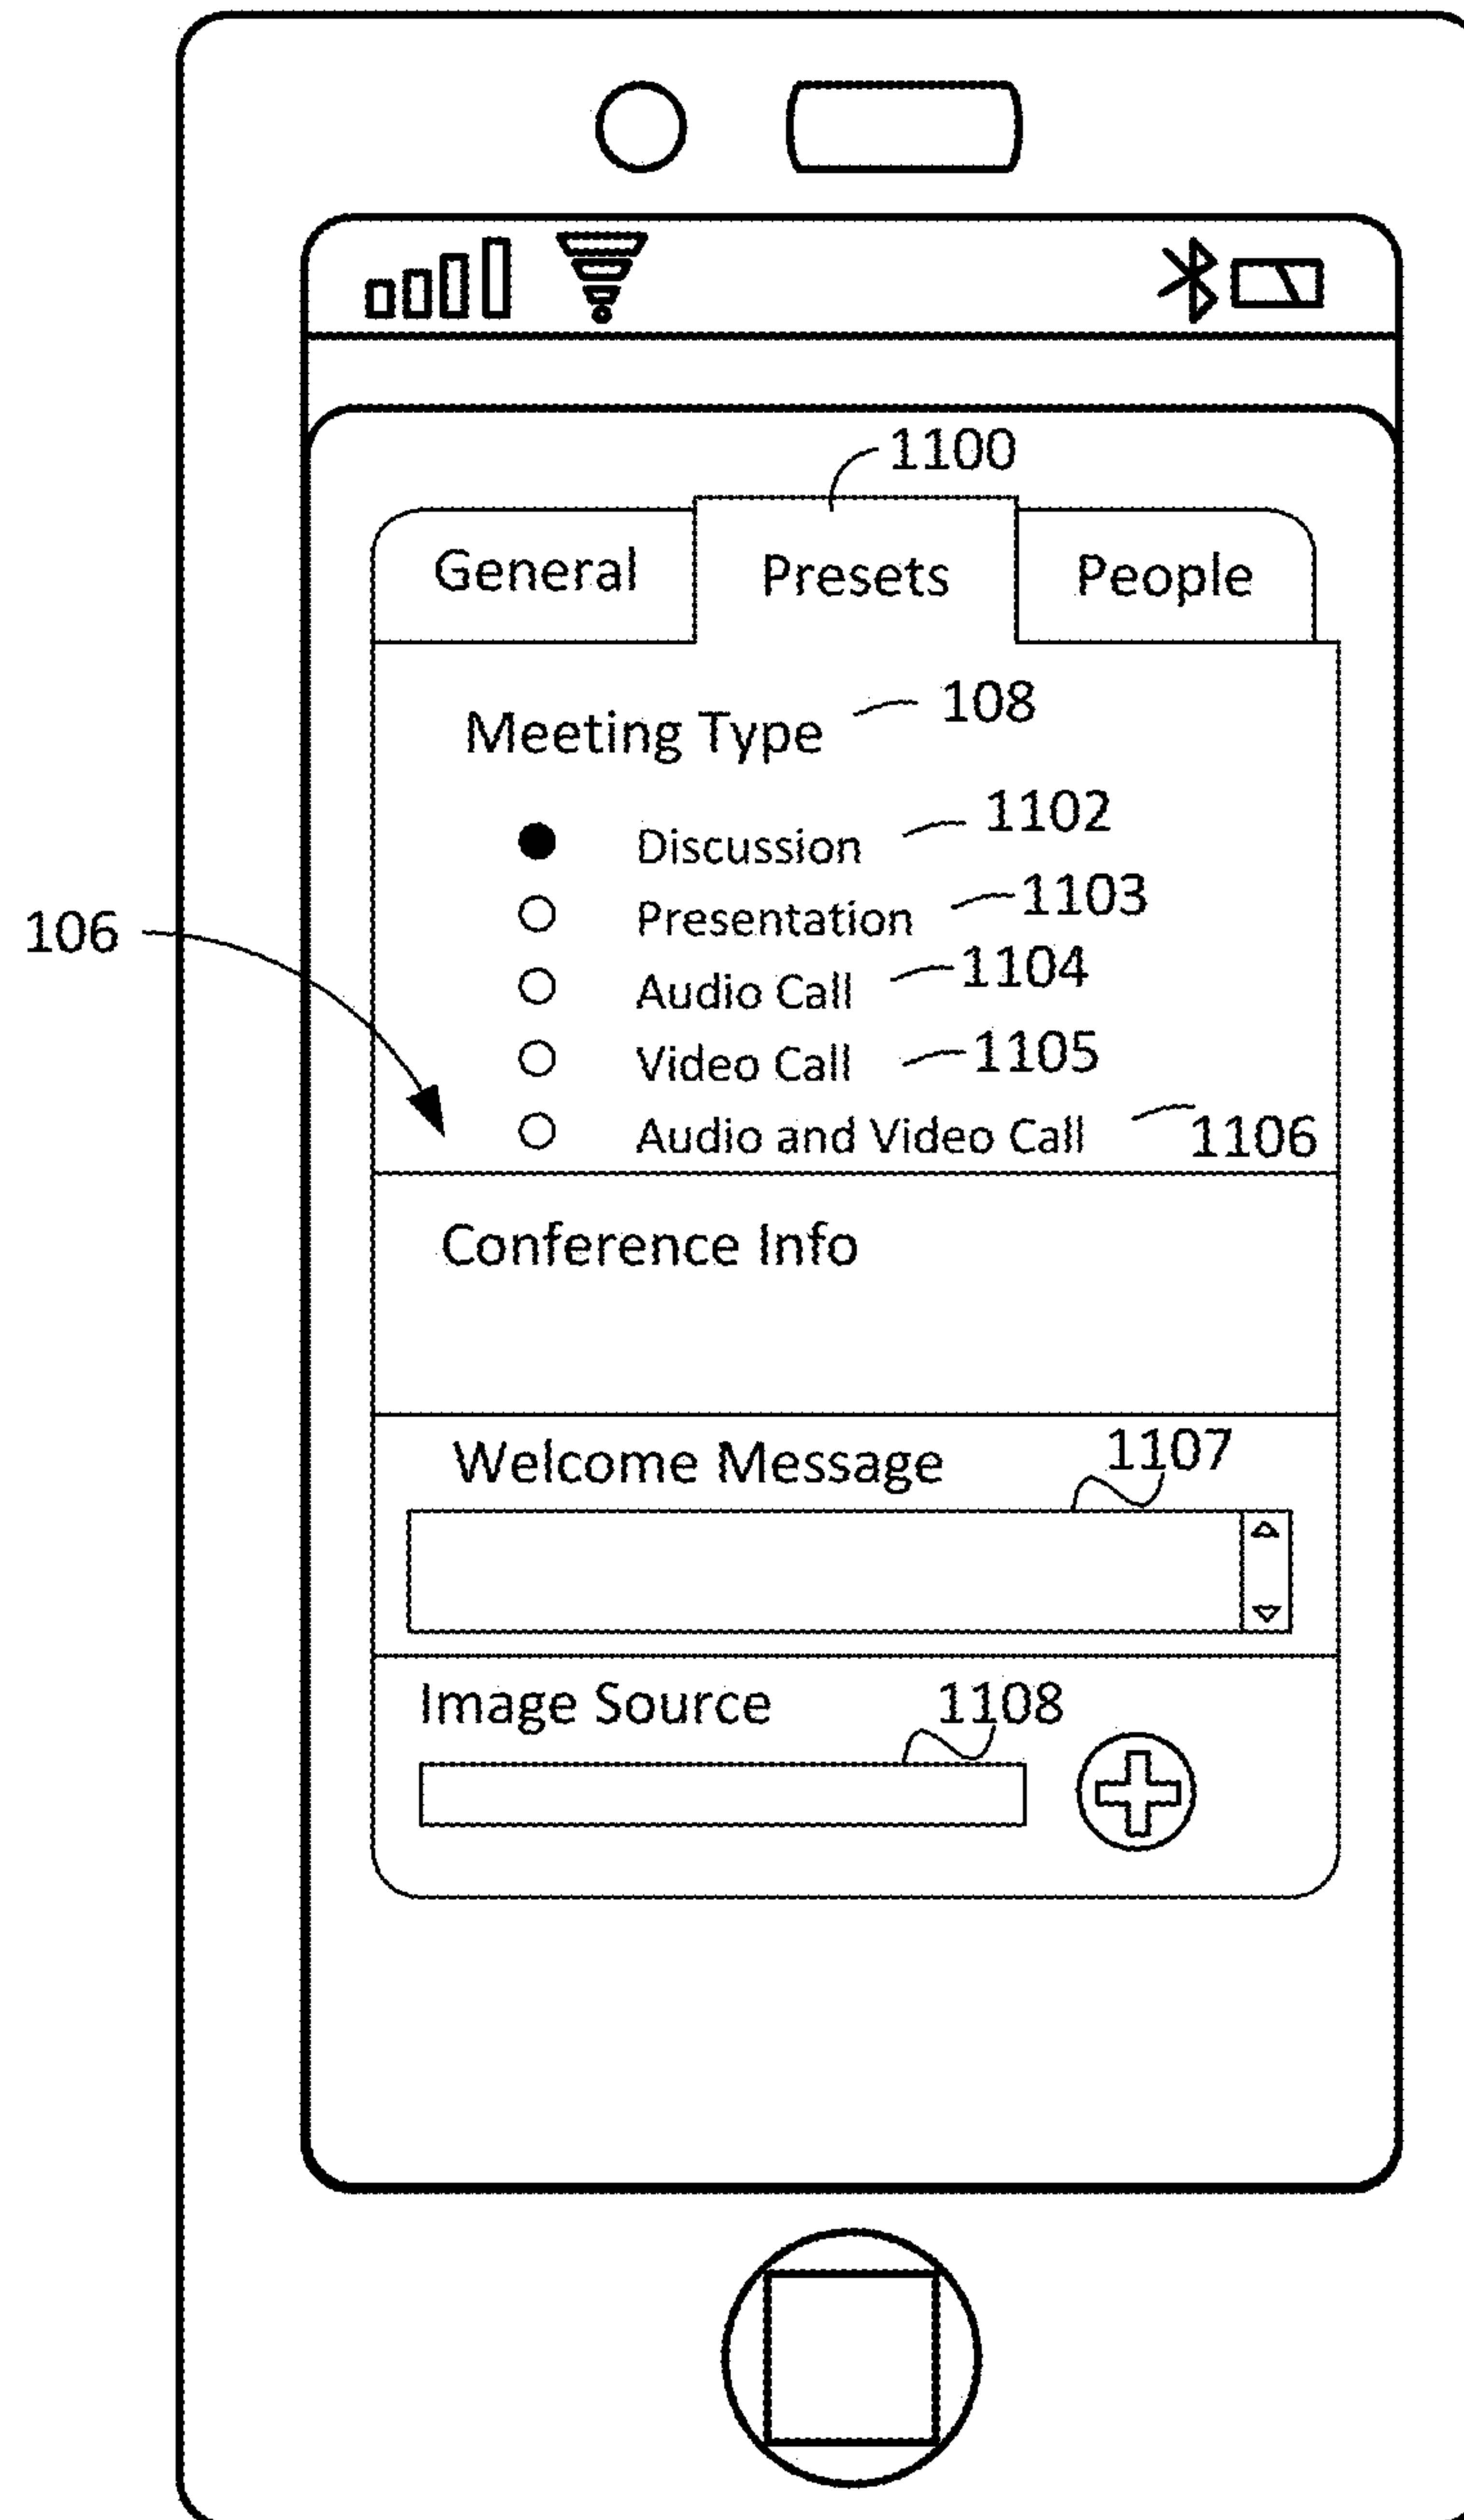 1100
General Presets People
Meeting Type 108
Discussion 1102
Presentation 1103
106
Audio Call 1104
Video Call 1105
Audio and Video Call 1106
Conference Info
Welcome Message 1107
Image Source 1108